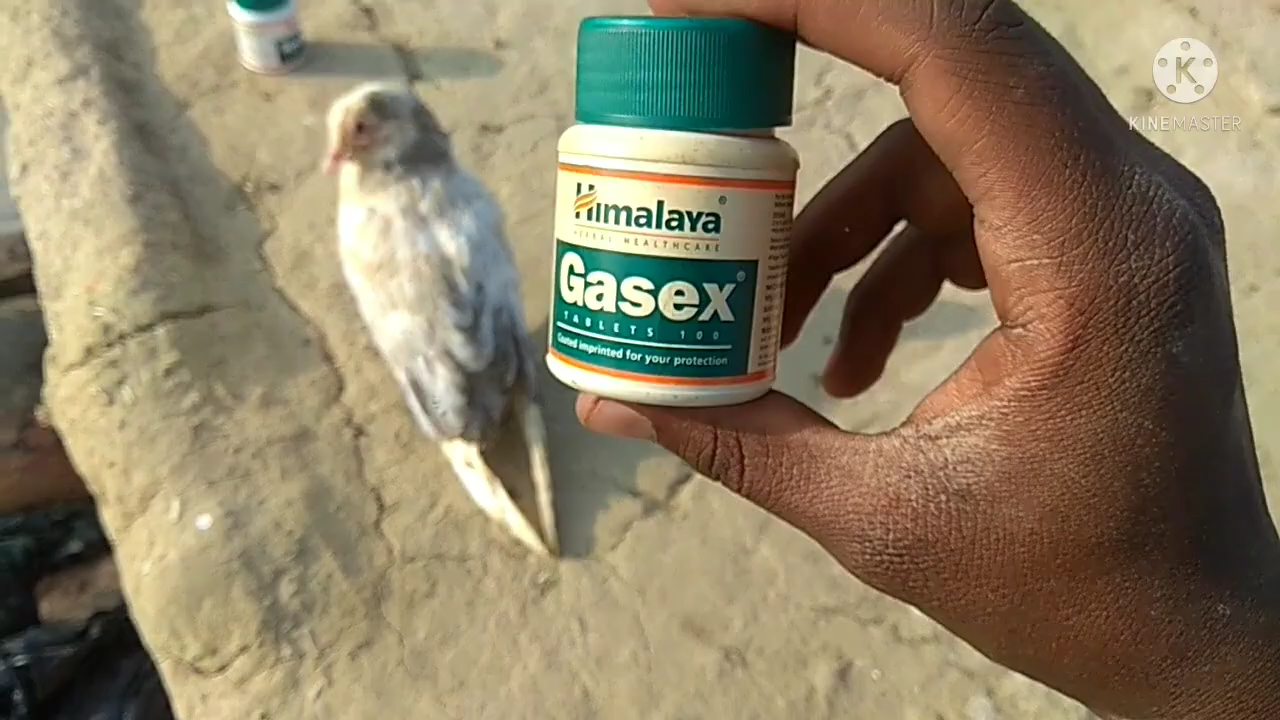 Himalaya®
HERBAL HEALTHCARE
Gasex®
TABLETS 100
Coated imprinted for your protection
K
KINEMASTER